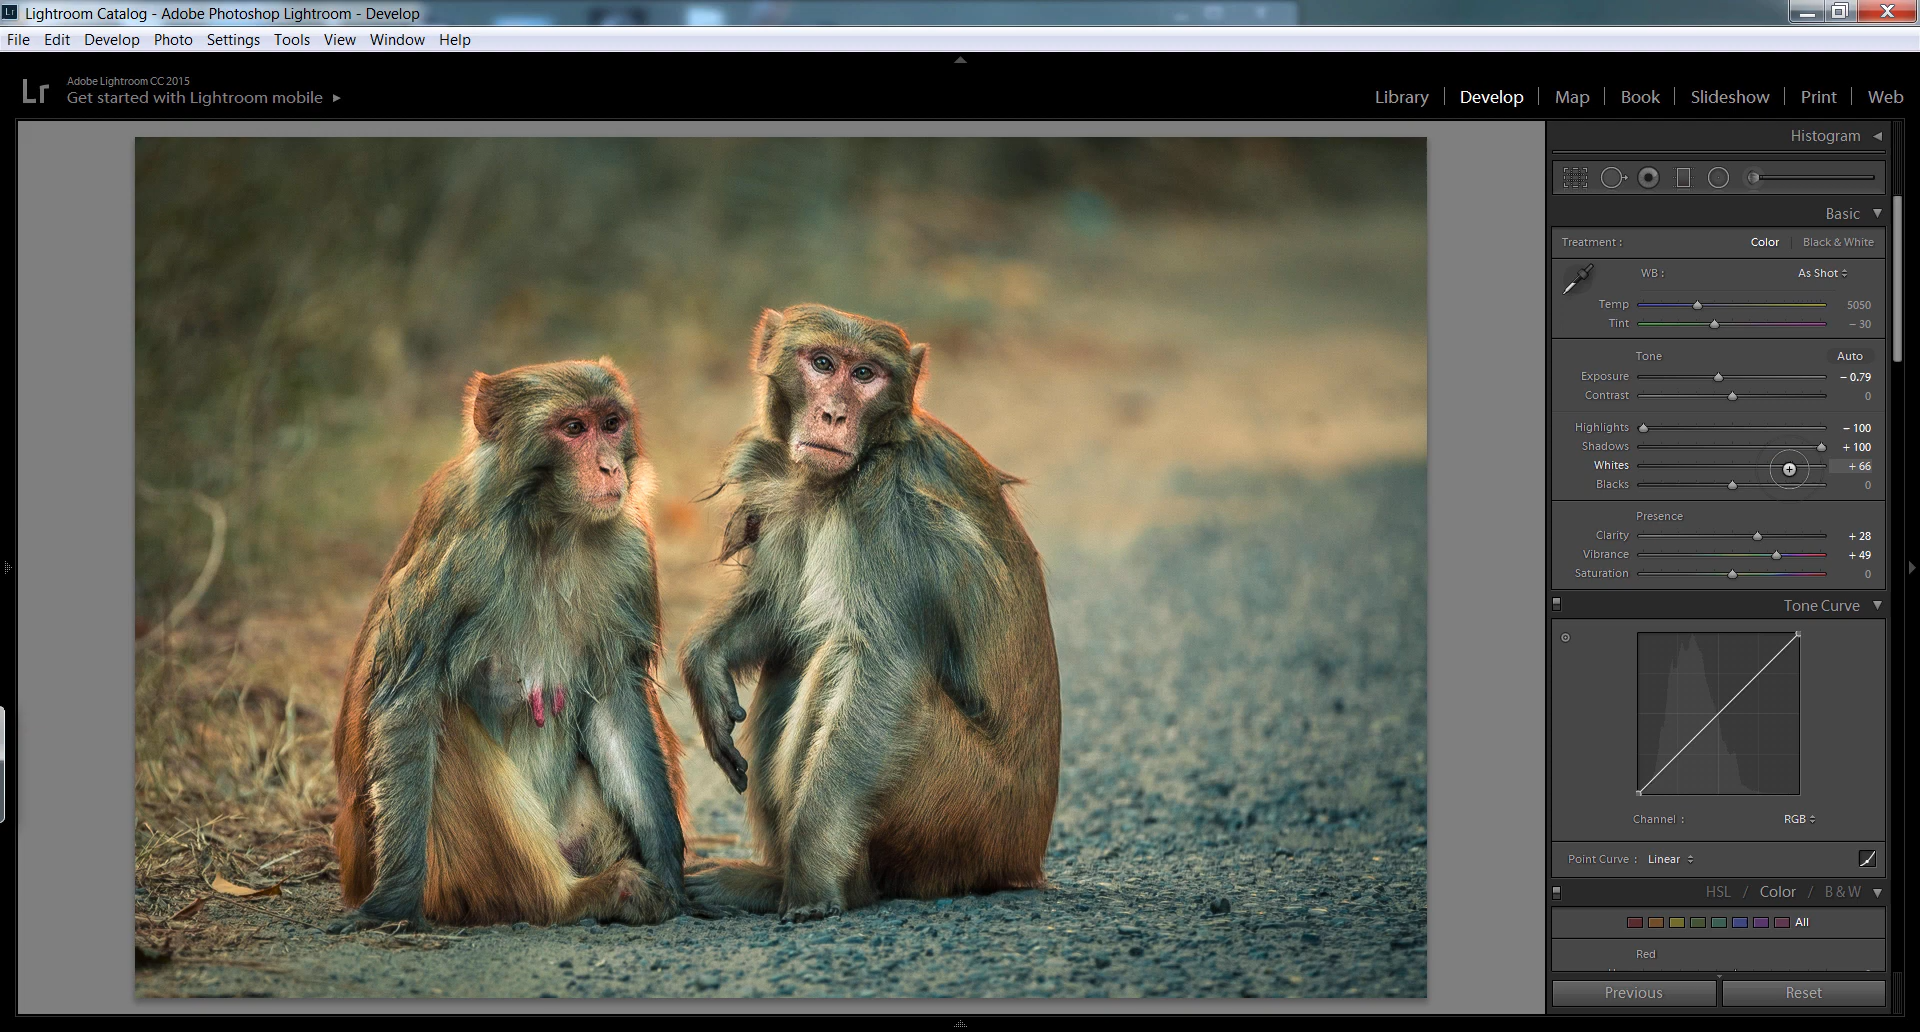 Lightroom Catalog - Adobe Photoshop Lightroom - Develop
File Edit Develop Photo Settings Tools View Window Help
Lr
Adobe Lightroom CC 2015
Get started with Lightroom mobile
Library | Develop | Map | Book | Slideshow | Print | Web
Histogram
Basic
Treatment : Color | Black & White
WB : As Shot
Temp 5050
Tint − 30
Tone Auto
Exposure − 0.79
Contrast 0
Highlights − 100
Shadows + 100
Whites + 66
Blacks 0
Presence
Clarity + 28
Vibrance + 49
Saturation 0
Tone Curve
Channel : RGB
Point Curve : Linear
HSL / Color / B & W
All
Red
Previous Reset